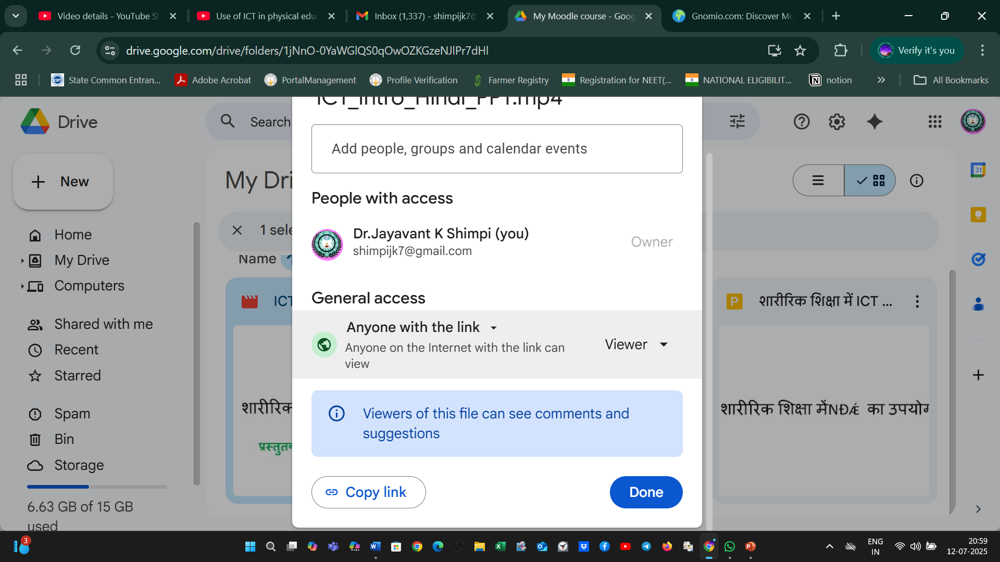 Video details - YouTube St
Use of ICT in physical educ
Inbox (1,337) - shimpijk7@
My Moodle course - Goog
Gnomio.com: Discover Mo
drive.google.com/drive/folders/1jNnO-0YaWGlQS0qOwOZKGzeNJlPr7dHl
Verify it's you
State Common Entran...
Adobe Acrobat
PortalManagement
Profile Verification
Farmer Registry
Registration for NEET(...
NATIONAL ELIGIBILIT...
notion
All Bookmarks
Drive
Search
ICT_Intro_Hindi_PPT.mp4
Add people, groups and calendar events
New
My Dri
People with access
1 sele
Dr.Jayavant K Shimpi (you)
shimpijk7@gmail.com
Owner
Home
My Drive
Computers
Shared with me
Recent
Starred
Spam
Bin
Storage
6.63 GB of 15 GB
used
Name
ICT
शारीरिक
प्रस्तुतक
General access
Anyone with the link
Anyone on the Internet with the link can
view
Viewer
Viewers of this file can see comments and
suggestions
Copy link
Done
शारीरिक शिक्षा में ICT ...
शारीरिक शिक्षा मेंNĐÆ का उपयोग
31
3
ENG
IN
20:59
12-07-2025